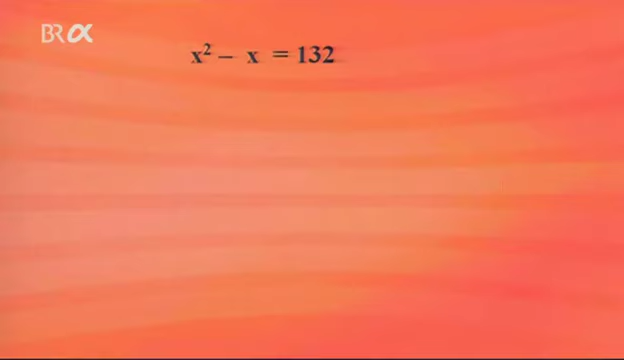 BR α
x² – x = 132